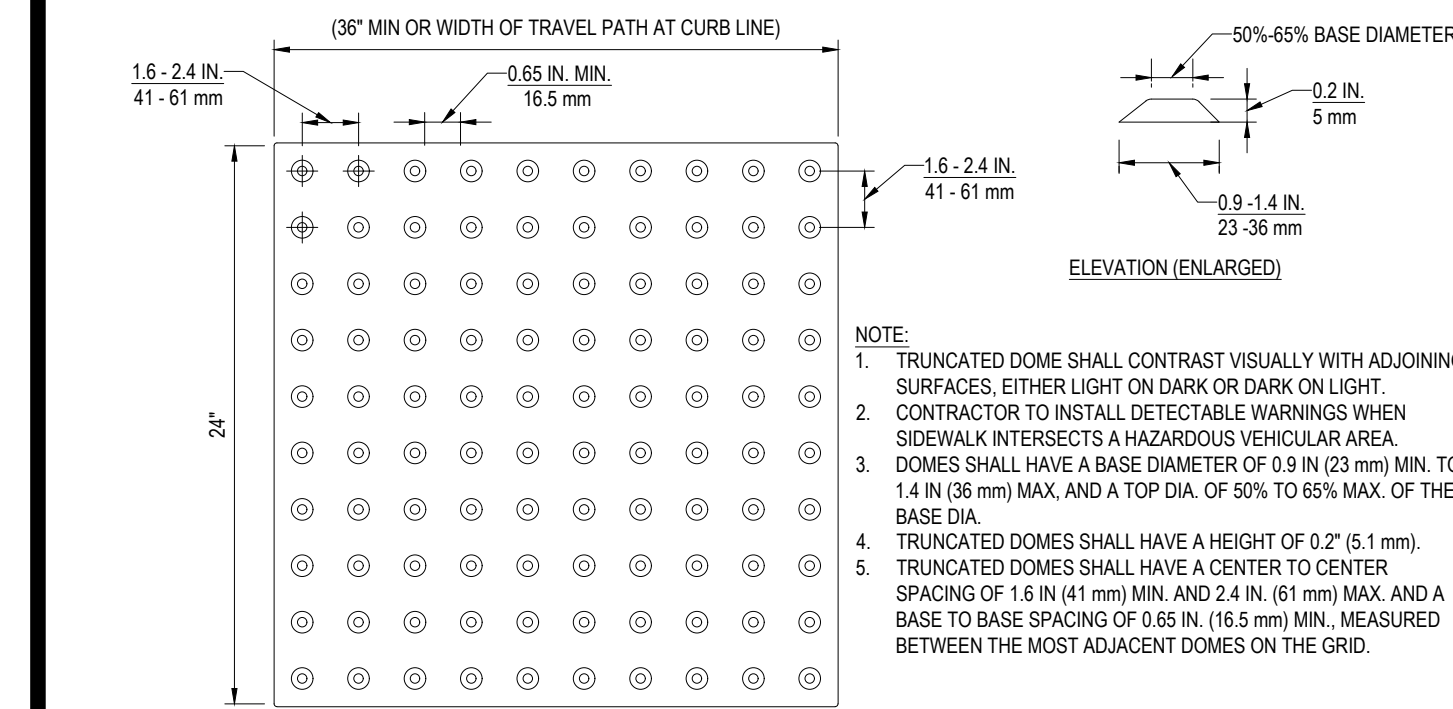 (36" MIN OR WIDTH OF TRAVEL PATH AT CURB LINE)
1.6 - 2.4 IN.
41 - 61 mm
0.65 IN. MIN.
16.5 mm
24"
1.6 - 2.4 IN.
41 - 61 mm
50%-65% BASE DIAMETER
0.2 IN.
5 mm
0.9 -1.4 IN.
23 -36 mm
ELEVATION (ENLARGED)
NOTE:
1. TRUNCATED DOME SHALL CONTRAST VISUALLY WITH ADJOINING
SURFACES, EITHER LIGHT ON DARK OR DARK ON LIGHT.
2. CONTRACTOR TO INSTALL DETECTABLE WARNINGS WHEN
SIDEWALK INTERSECTS A HAZARDOUS VEHICULAR AREA.
3. DOMES SHALL HAVE A BASE DIAMETER OF 0.9 IN (23 mm) MIN. TO
1.4 IN (36 mm) MAX, AND A TOP DIA. OF 50% TO 65% MAX. OF THE
BASE DIA.
4. TRUNCATED DOMES SHALL HAVE A HEIGHT OF 0.2" (5.1 mm).
5. TRUNCATED DOMES SHALL HAVE A CENTER TO CENTER
SPACING OF 1.6 IN (41 mm) MIN. AND 2.4 IN. (61 mm) MAX. AND A
BASE TO BASE SPACING OF 0.65 IN. (16.5 mm) MIN., MEASURED
BETWEEN THE MOST ADJACENT DOMES ON THE GRID.